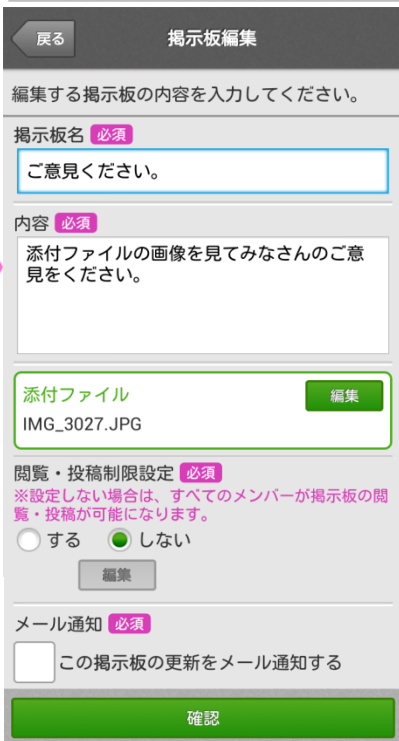 戻る
掲示板編集
編集する掲示板の内容を入力してください。
掲示板名 必須
ご意見ください。
内容 必須
添付ファイルの画像を見てみなさんのご意
見をください。
添付ファイル
編集
IMG_3027.JPG
閲覧・投稿制限設定 必須
※設定しない場合は、すべてのメンバーが掲示板の閲
覧・投稿が可能になります。
する しない
編集
メール通知 必須
この掲示板の更新をメール通知する
確認